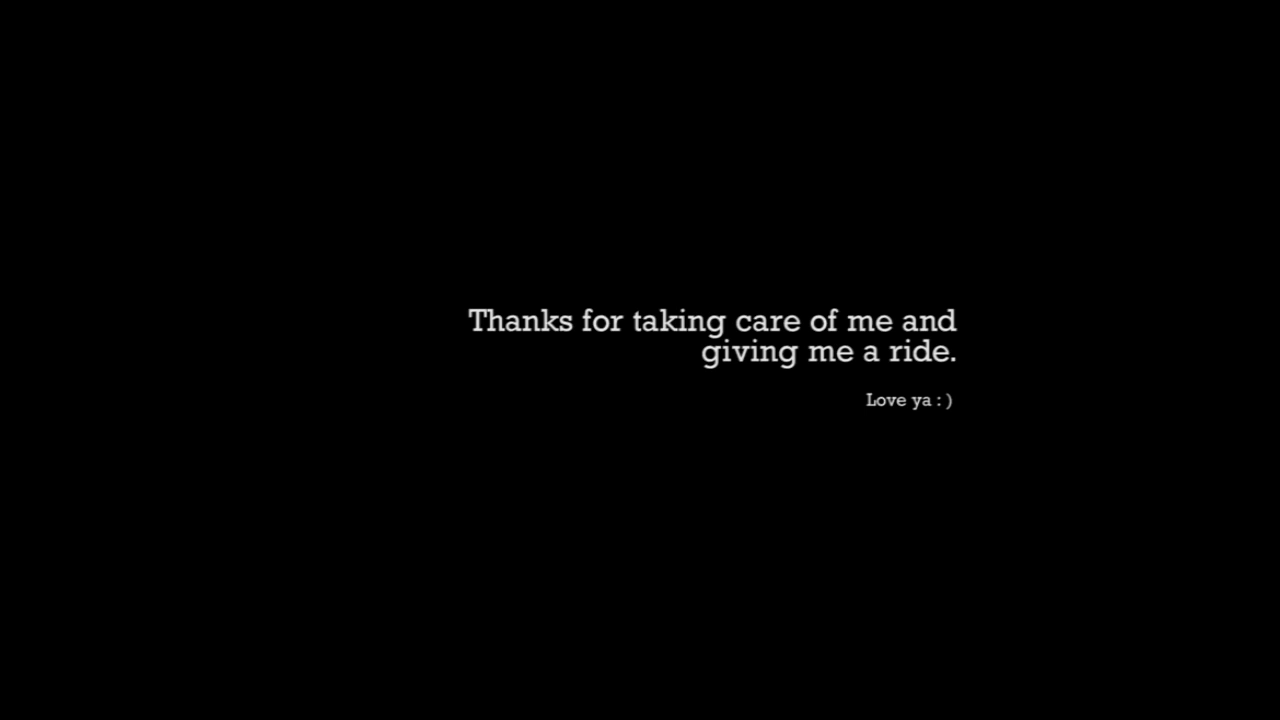 Thanks for taking care of me and
giving me a ride.
Love ya : )